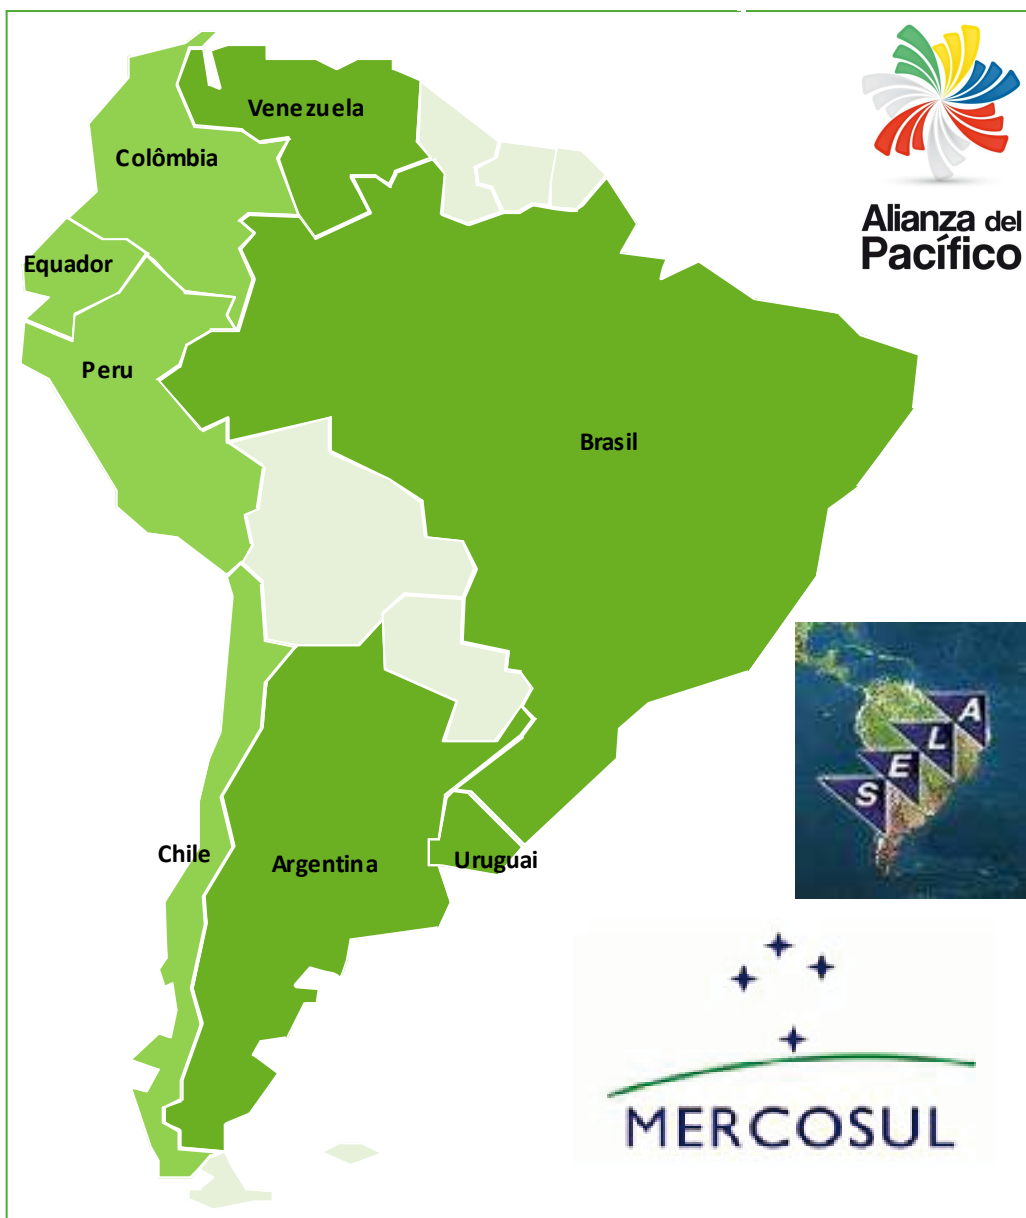 Venezuela
Colômbia
Alianza del
Pacífico
Equador
Peru
Brasil
A
L
E
S
Chile
Argentina
Uruguai
MERCOSUL